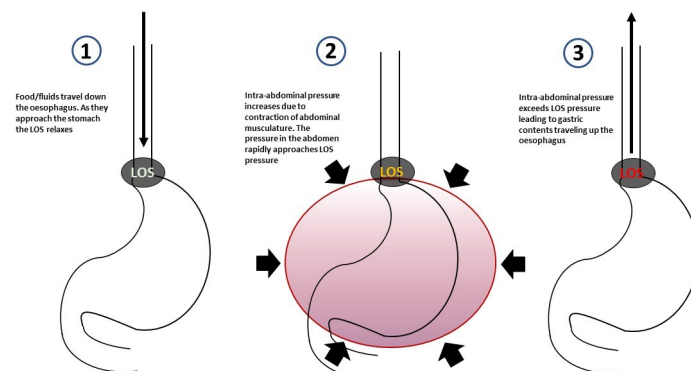 1
Food/fluids travel down
the oesophagus. As they
approach the stomach
the LOS relaxes
LOS
2
Intra-abdominal pressure
increases due to
contraction of abdominal
musculature. The
pressure in the abdomen
rapidly approaches LOS
pressure
LOS
3
Intra-abdominal pressure
exceeds LOS pressure
leading to gastric
contents traveling up the
oesophagus
LOS